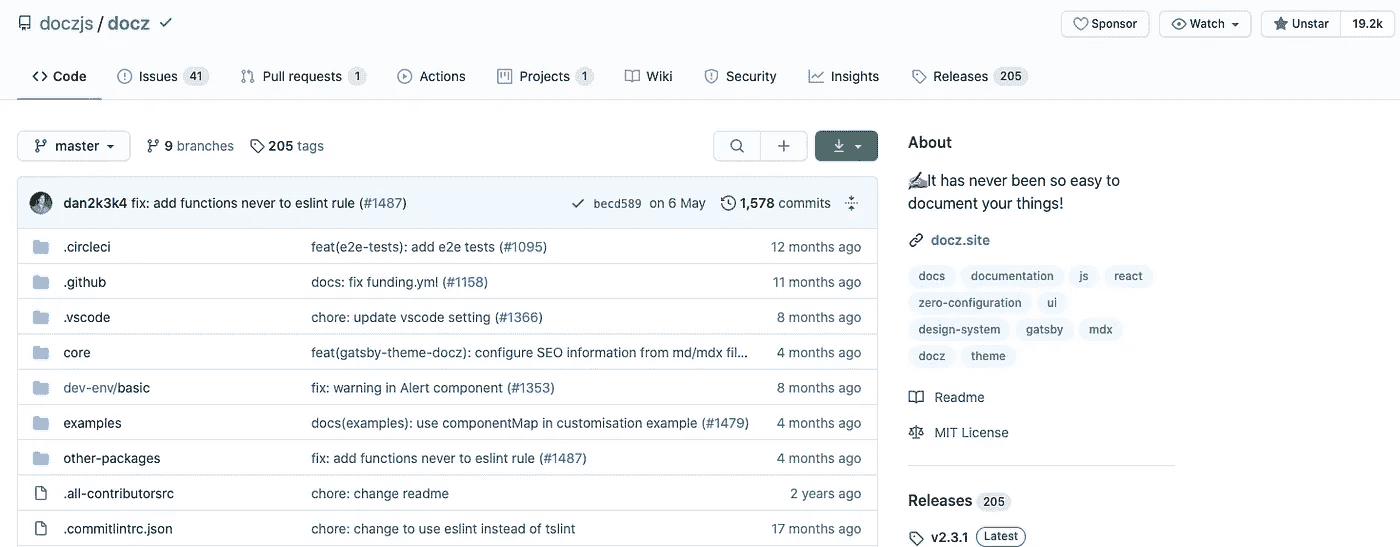 doczjs / docz
Sponsor Watch Unstar 19.2k
Code Issues 41 Pull requests 1 Actions Projects 1 Wiki Security Insights Releases 205
master 9 branches 205 tags
dan2k3k4 fix: add functions never to eslint rule (#1487) becd589 on 6 May 1,578 commits
.circleci feat(e2e-tests): add e2e tests (#1095) 12 months ago
.github docs: fix funding.yml (#1158) 11 months ago
.vscode chore: update vscode setting (#1366) 8 months ago
core feat(gatsby-theme-docz): configure SEO information from md/mdx fil... 4 months ago
dev-env/basic fix: warning in Alert component (#1353) 8 months ago
examples docs(examples): use componentMap in customisation example (#1479) 4 months ago
other-packages fix: add functions never to eslint rule (#1487) 4 months ago
.all-contributorsrc chore: change readme 2 years ago
.commitlintrc.json chore: change to use eslint instead of tslint 17 months ago
About
✍It has never been so easy to
document your things!
docz.site
docs documentation js react
zero-configuration ui
design-system gatsby mdx
docz theme
Readme
MIT License
Releases 205
v2.3.1 Latest